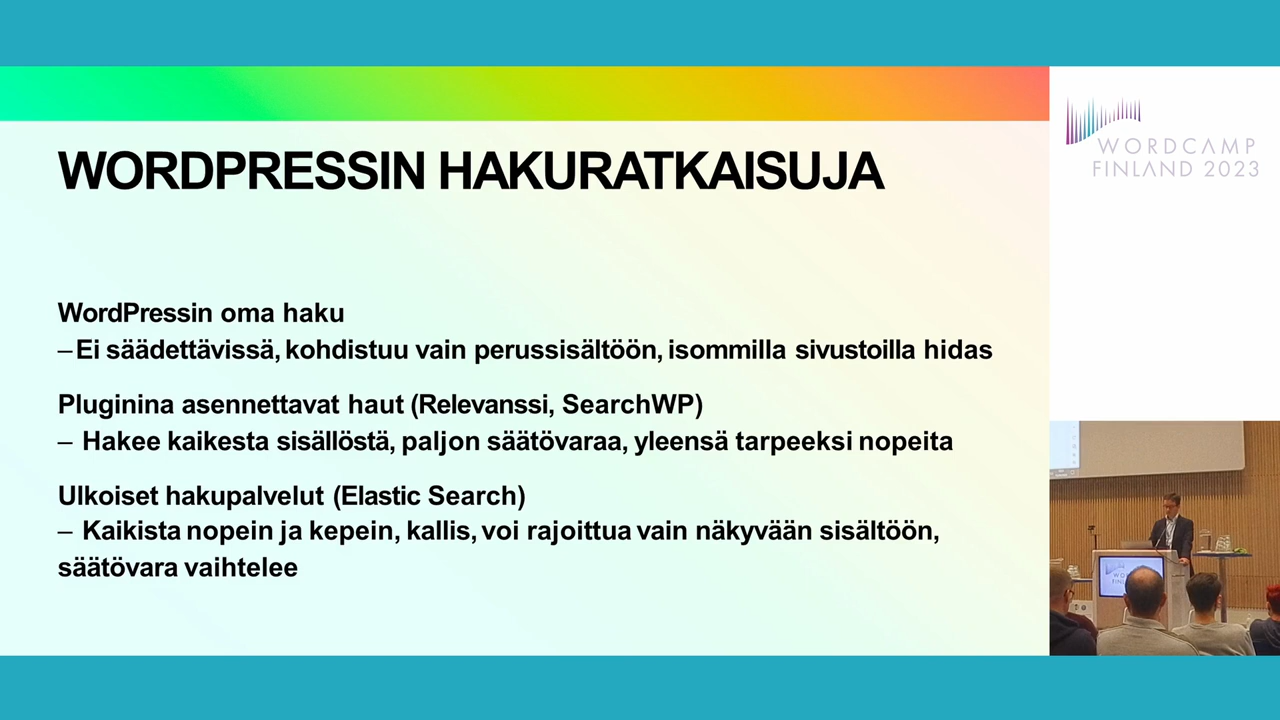 WORDPRESSIN HAKURATKAISUJA
WordPressin oma haku
– Ei säädettävissä, kohdistuu vain perussisältöön, isommilla sivustoilla hidas
Pluginina asennettavat haut (Relevanssi, SearchWP)
– Hakee kaikesta sisällöstä, paljon säätövaraa, yleensä tarpeeksi nopeita
Ulkoiset hakupalvelut (Elastic Search)
– Kaikista nopein ja kepein, kallis, voi rajoittua vain näkyvään sisältöön,
säätövara vaihtelee
WORDCAMP
FINLAND 2023